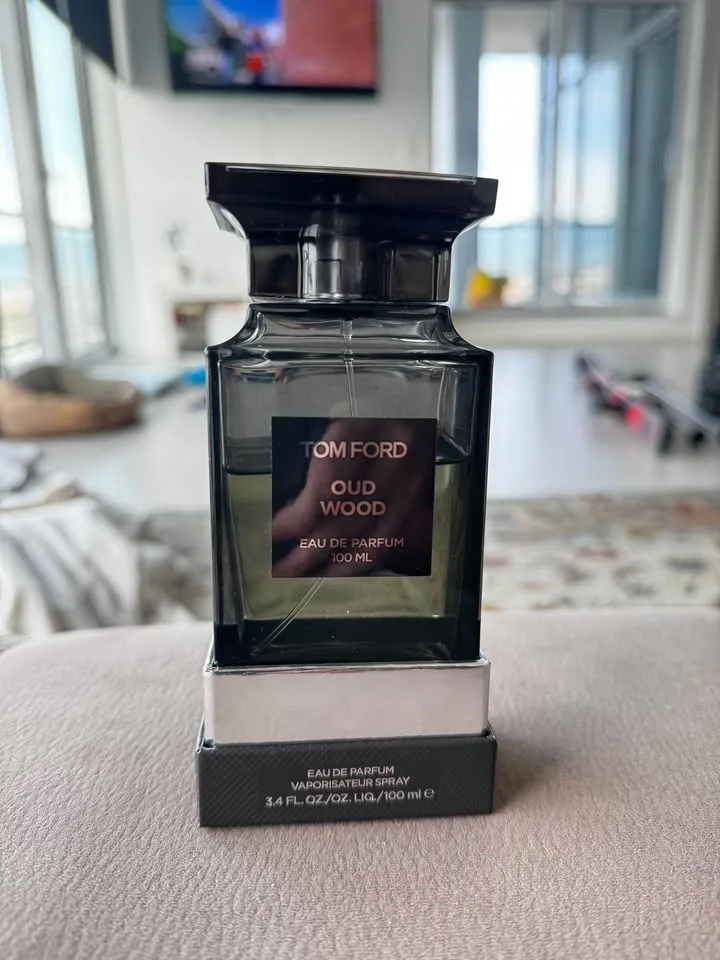 TOM FORD
OUD
WOOD
EAU DE PARFUM
100 ML
EAU DE PARFUM
VAPORISATEUR SPRAY
3.4 FL. OZ./OZ. LIQ./100 ml ℮